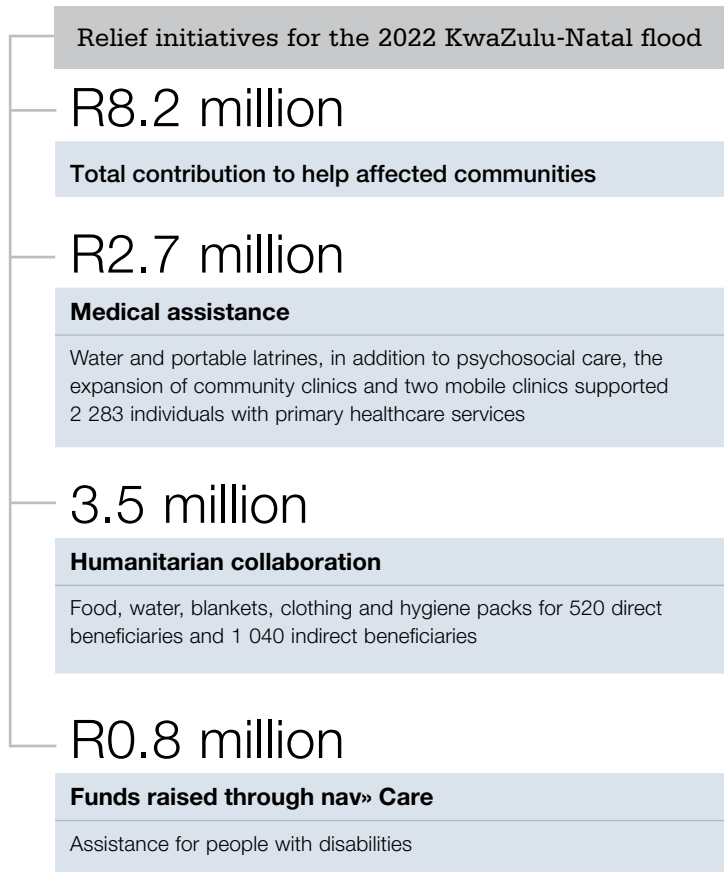 Relief initiatives for the 2022 KwaZulu-Natal flood
R8.2 million
Total contribution to help affected communities
R2.7 million
Medical assistance
Water and portable latrines, in addition to psychosocial care, the
expansion of community clinics and two mobile clinics supported
2 283 individuals with primary healthcare services
3.5 million
Humanitarian collaboration
Food, water, blankets, clothing and hygiene packs for 520 direct
beneficiaries and 1 040 indirect beneficiaries
R0.8 million
Funds raised through nav» Care
Assistance for people with disabilities